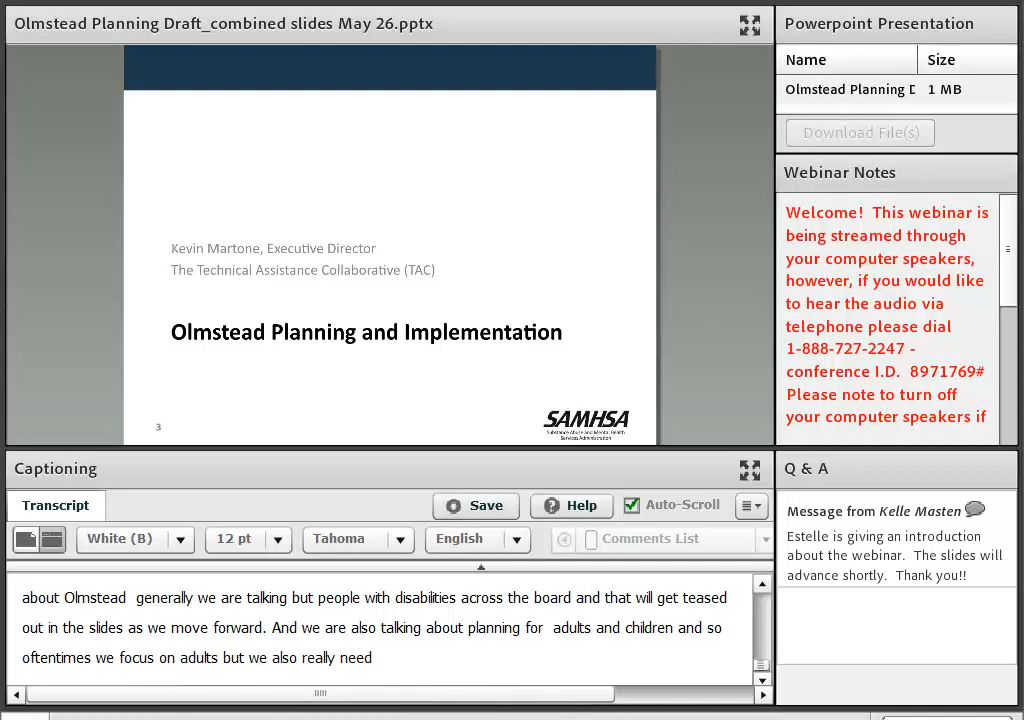 Olmstead Planning Draft_combined slides May 26.pptx
Kevin Martone, Executive Director
The Technical Assistance Collaborative (TAC)
Olmstead Planning and Implementation
3
SAMHSA
Substance Abuse and Mental Health
Services Administration
Powerpoint Presentation
Name Size
Olmstead Planning D 1 MB
Download File(s)
Webinar Notes
Welcome! This webinar is
being streamed through
your computer speakers,
however, if you would like
to hear the audio via
telephone please dial
1-888-727-2247 -
conference I.D. 8971769#
Please note to turn off
your computer speakers if
Captioning
Transcript Save Help Auto-Scroll
White (B) 12 pt Tahoma English Comments List
about Olmstead generally we are talking but people with disabilities across the board and that will get teased
out in the slides as we move forward. And we are also talking about planning for adults and children and so
oftentimes we focus on adults but we also really need
Q & A
Message from Kelle Masten
Estelle is giving an introduction
about the webinar. The slides will
advance shortly. Thank you!!